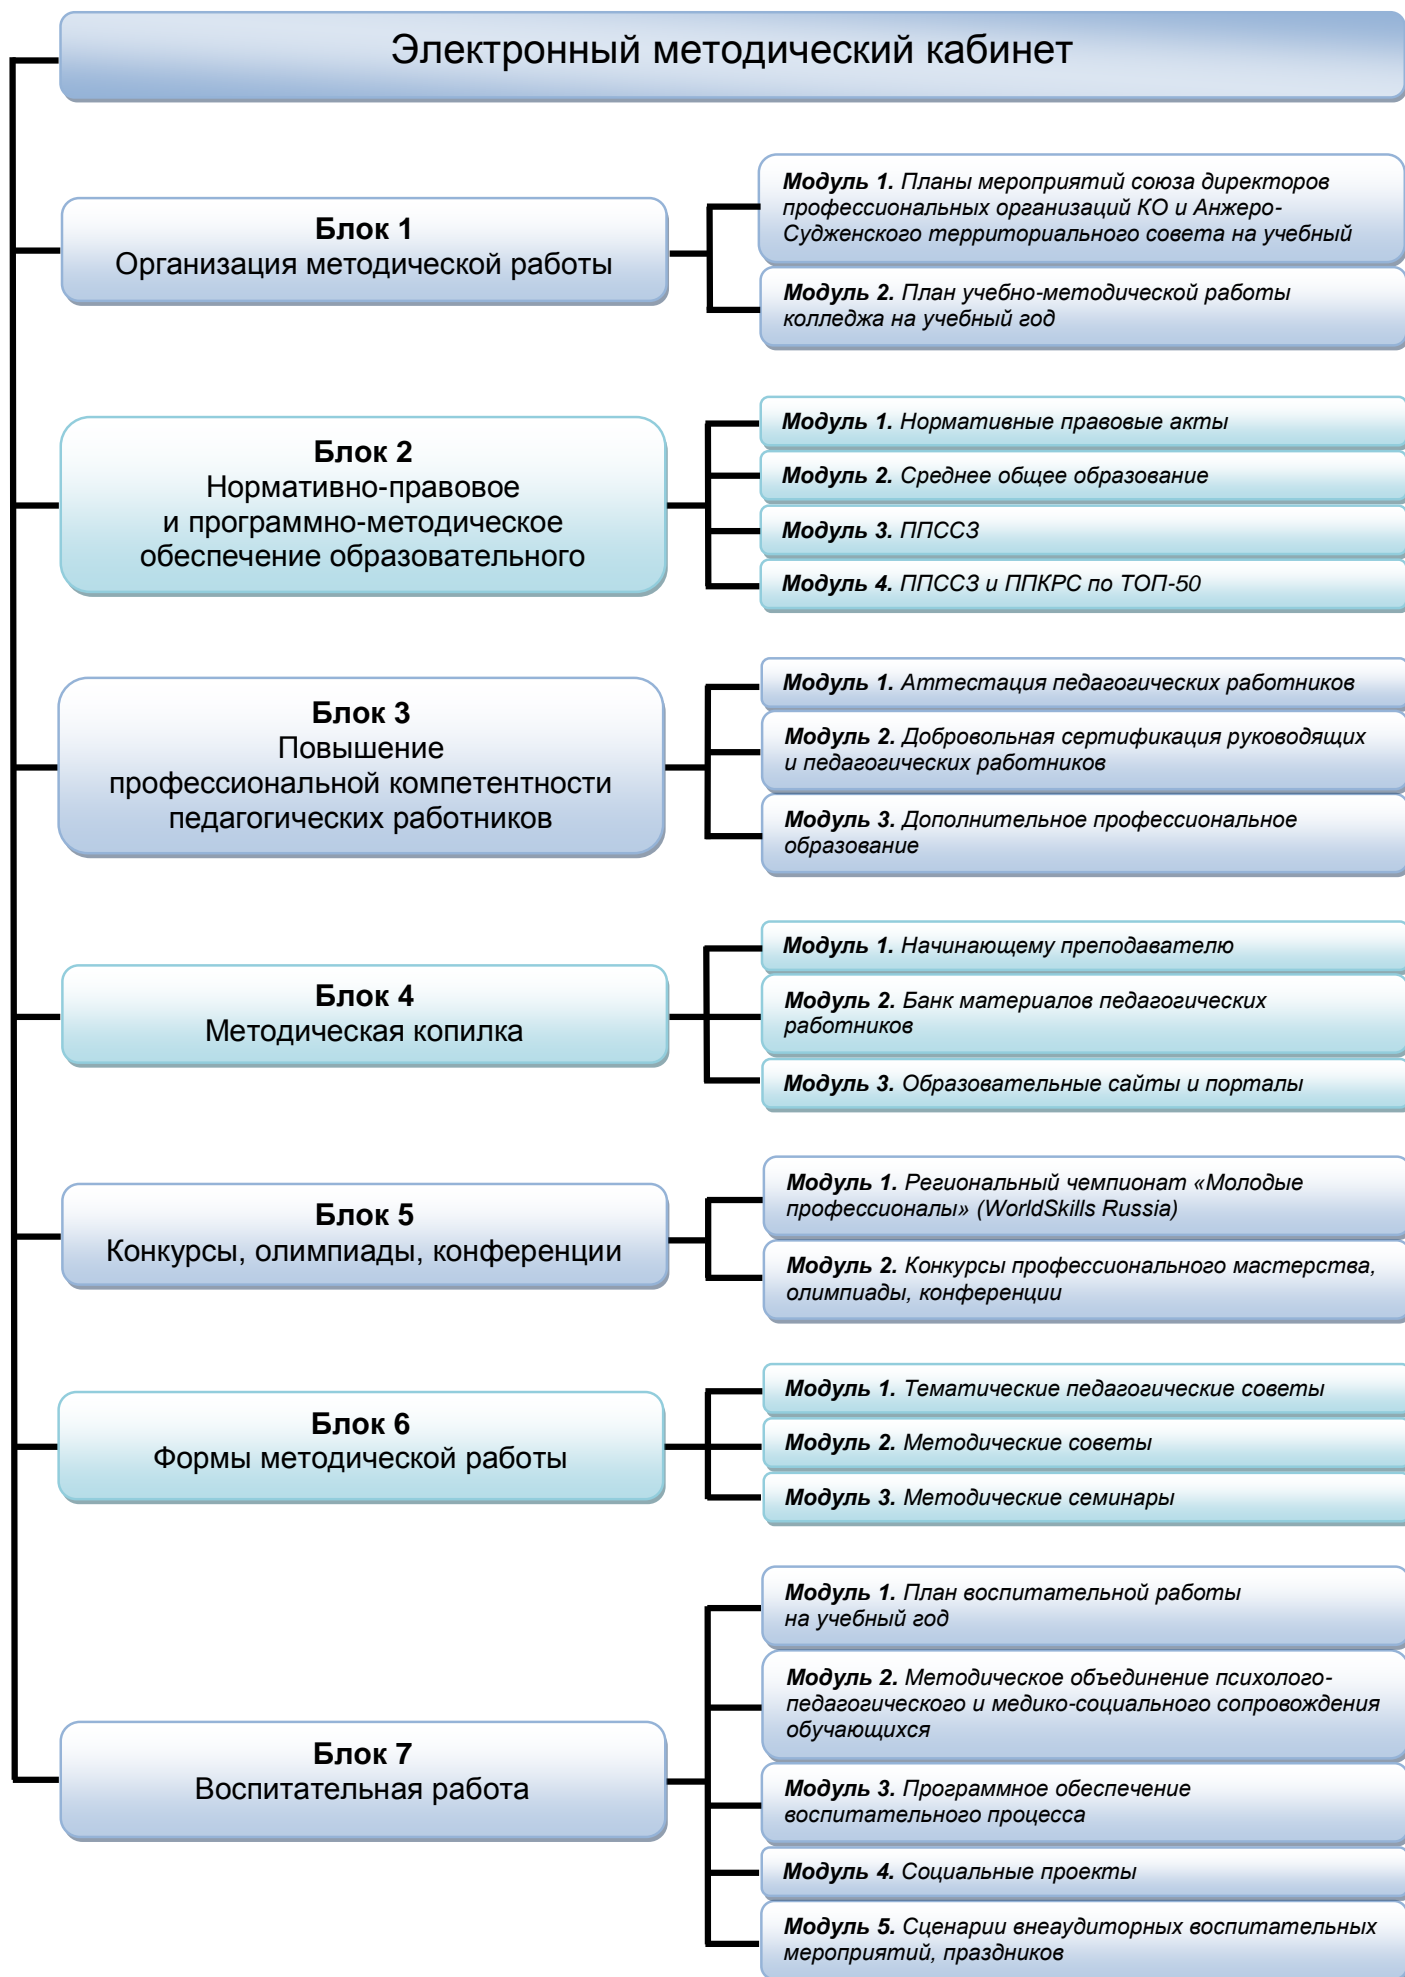 Электронный методический кабинет
Блок 1
Организация методической работы
Модуль 1. Планы мероприятий союза директоров
профессиональных организаций КО и Анжеро-
Судженского территориального совета на учебный
Модуль 2. План учебно-методической работы
колледжа на учебный год
Блок 2
Нормативно-правовое
и программно-методическое
обеспечение образовательного
Модуль 1. Нормативные правовые акты
Модуль 2. Среднее общее образование
Модуль 3. ППССЗ
Модуль 4. ППССЗ и ППКРС по ТОП-50
Блок 3
Повышение
профессиональной компетентности
педагогических работников
Модуль 1. Аттестация педагогических работников
Модуль 2. Добровольная сертификация руководящих
и педагогических работников
Модуль 3. Дополнительное профессиональное
образование
Блок 4
Методическая копилка
Модуль 1. Начинающему преподавателю
Модуль 2. Банк материалов педагогических
работников
Модуль 3. Образовательные сайты и порталы
Блок 5
Конкурсы, олимпиады, конференции
Модуль 1. Региональный чемпионат «Молодые
профессионалы» (WorldSkills Russia)
Модуль 2. Конкурсы профессионального мастерства,
олимпиады, конференции
Блок 6
Формы методической работы
Модуль 1. Тематические педагогические советы
Модуль 2. Методические советы
Модуль 3. Методические семинары
Блок 7
Воспитательная работа
Модуль 1. План воспитательной работы
на учебный год
Модуль 2. Методическое объединение психолого-
педагогического и медико-социального сопровождения
обучающихся
Модуль 3. Программное обеспечение
воспитательного процесса
Модуль 4. Социальные проекты
Модуль 5. Сценарии внеаудиторных воспитательных
мероприятий, праздников